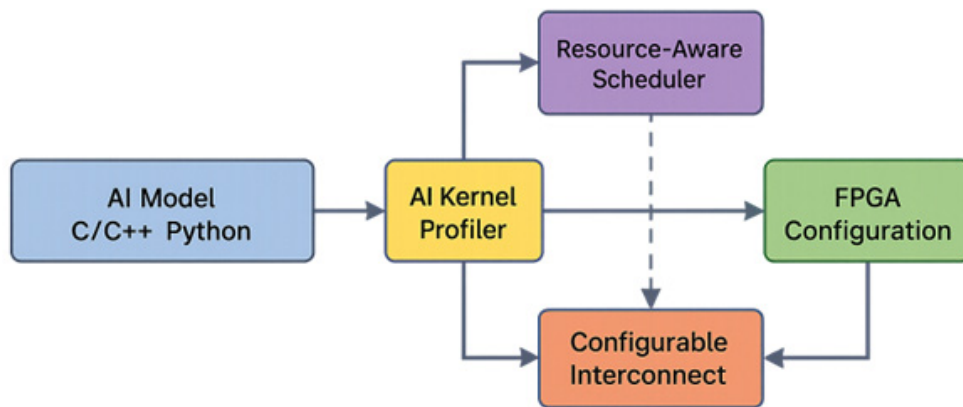 Resource-Aware
Scheduler
AI Model
C/C++ Python
AI Kernel
Profiler
FPGA
Configuration
Configurable
Interconnect